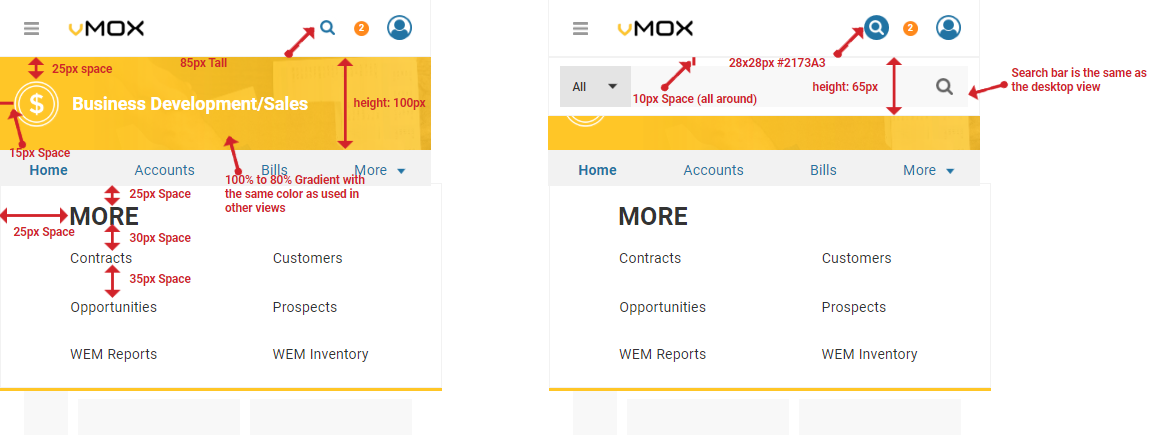 vMOX
2
85px Tall
25px space
$
Business Development/Sales
height: 100px
15px Space
Home
Accounts
Bills
More
100% to 80% Gradient with
the same color as used in
other views
25px Space
MORE
25px Space
30px Space
Contracts
Customers
35px Space
Opportunities
Prospects
WEM Reports
WEM Inventory
vMOX
2
28x28px #2173A3
All
10px Space (all around)
height: 65px
Search bar is the same as
the desktop view
Home
Accounts
Bills
More
MORE
Contracts
Customers
Opportunities
Prospects
WEM Reports
WEM Inventory